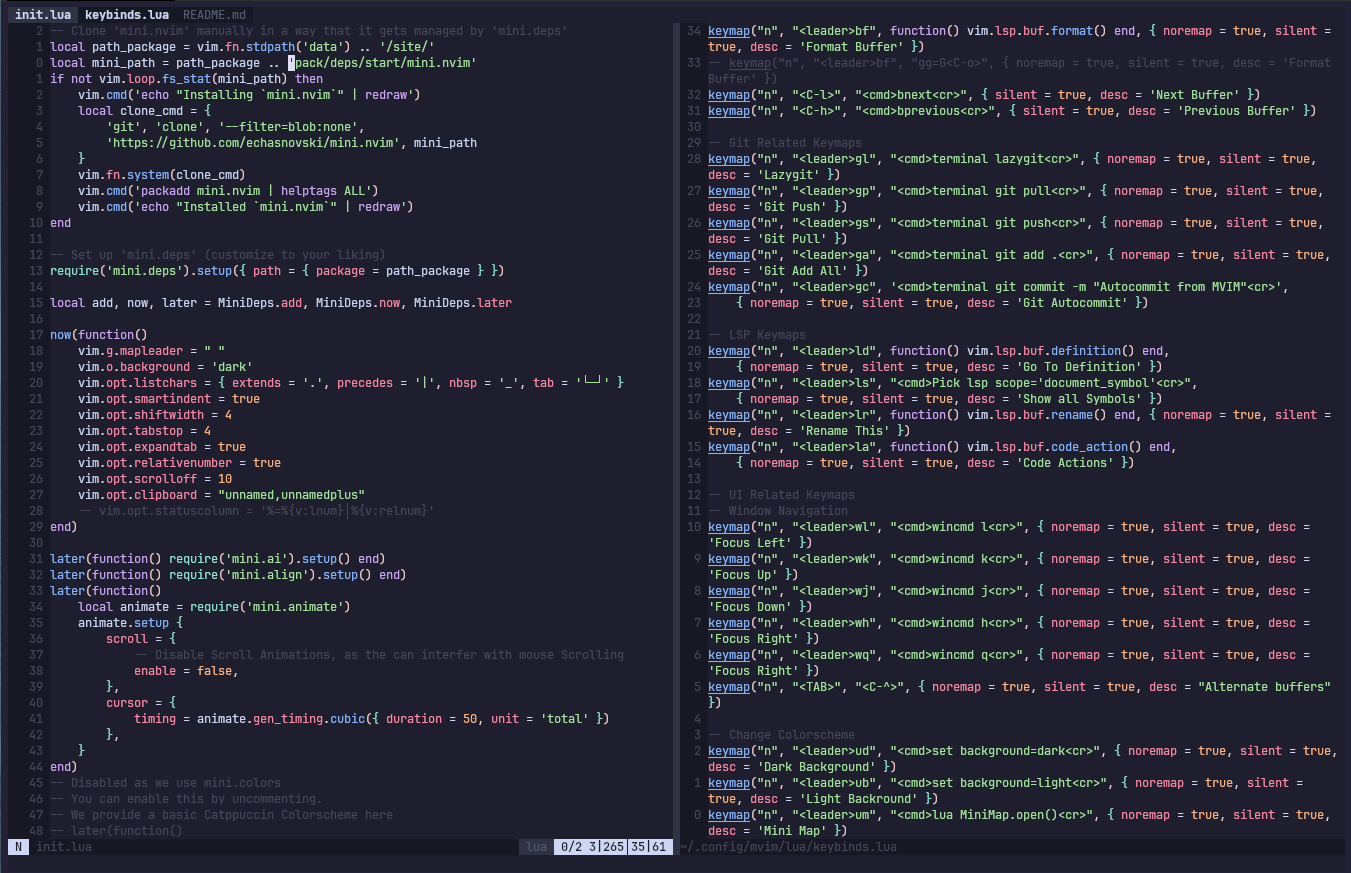 init.lua keybinds.lua README.md
2 -- Clone 'mini.nvim' manually in a way that it gets managed by 'mini.deps'
1 local path_package = vim.fn.stdpath('data') .. '/site/'
0 local mini_path = path_package .. 'pack/deps/start/mini.nvim'
1 if not vim.loop.fs_stat(mini_path) then
2     vim.cmd('echo "Installing `mini.nvim`" | redraw')
3     local clone_cmd = {
4         'git', 'clone', '--filter=blob:none',
5         'https://github.com/echasnovski/mini.nvim', mini_path
6     }
7     vim.fn.system(clone_cmd)
8     vim.cmd('packadd mini.nvim | helptags ALL')
9     vim.cmd('echo "Installed `mini.nvim`" | redraw')
10 end
11
12 -- Set up 'mini.deps' (customize to your liking)
13 require('mini.deps').setup({ path = { package = path_package } })
14
15 local add, now, later = MiniDeps.add, MiniDeps.now, MiniDeps.later
16
17 now(function()
18     vim.g.mapleader = " "
19     vim.o.background = 'dark'
20     vim.opt.listchars = { extends = '.', precedes = '|', nbsp = '_', tab = '└─┘' }
21     vim.opt.smartindent = true
22     vim.opt.shiftwidth = 4
23     vim.opt.tabstop = 4
24     vim.opt.expandtab = true
25     vim.opt.relativenumber = true
26     vim.opt.scrolloff = 10
27     vim.opt.clipboard = "unnamed,unnamedplus"
28     -- vim.opt.statuscolumn = '%=%{v:lnum}│%{v:relnum}'
29 end)
30
31 later(function() require('mini.ai').setup() end)
32 later(function() require('mini.align').setup() end)
33 later(function()
34     local animate = require('mini.animate')
35     animate.setup {
36         scroll = {
37             -- Disable Scroll Animations, as the can interfer with mouse Scrolling
38             enable = false,
39         },
40         cursor = {
41             timing = animate.gen_timing.cubic({ duration = 50, unit = 'total' })
42         },
43     }
44 end)
45 -- Disabled as we use mini.colors
46 -- You can enable this by uncommenting.
47 -- We provide a basic Catppuccin Colorscheme here
48 -- later(function()
N init.lua lua 0/2 3|265│35|61
34 keymap("n", "<leader>bf", function() vim.lsp.buf.format() end, { noremap = true, silent =
true, desc = 'Format Buffer' })
33 -- keymap("n", "<leader>bf", "gg=G<C-o>", { noremap = true, silent = true, desc = 'Format
Buffer' })
32 keymap("n", "<C-l>", "<cmd>bnext<cr>", { silent = true, desc = 'Next Buffer' })
31 keymap("n", "<C-h>", "<cmd>bprevious<cr>", { silent = true, desc = 'Previous Buffer' })
30
29 -- Git Related Keymaps
28 keymap("n", "<leader>gl", "<cmd>terminal lazygit<cr>", { noremap = true, silent = true,
desc = 'Lazygit' })
27 keymap("n", "<leader>gp", "<cmd>terminal git pull<cr>", { noremap = true, silent = true,
desc = 'Git Push' })
26 keymap("n", "<leader>gs", "<cmd>terminal git push<cr>", { noremap = true, silent = true,
desc = 'Git Pull' })
25 keymap("n", "<leader>ga", "<cmd>terminal git add .<cr>", { noremap = true, silent = true,
desc = 'Git Add All' })
24 keymap("n", "<leader>gc", '<cmd>terminal git commit -m "Autocommit from MVIM"<cr>',
23     { noremap = true, silent = true, desc = 'Git Autocommit' })
22
21 -- LSP Keymaps
20 keymap("n", "<leader>ld", function() vim.lsp.buf.definition() end,
19     { noremap = true, silent = true, desc = 'Go To Definition' })
18 keymap("n", "<leader>ls", "<cmd>Pick lsp scope='document_symbol'<cr>",
17     { noremap = true, silent = true, desc = 'Show all Symbols' })
16 keymap("n", "<leader>lr", function() vim.lsp.buf.rename() end, { noremap = true, silent =
true, desc = 'Rename This' })
15 keymap("n", "<leader>la", function() vim.lsp.buf.code_action() end,
14     { noremap = true, silent = true, desc = 'Code Actions' })
13
12 -- UI Related Keymaps
11 -- Window Navigation
10 keymap("n", "<leader>wl", "<cmd>wincmd l<cr>", { noremap = true, silent = true, desc =
'Focus Left' })
9 keymap("n", "<leader>wk", "<cmd>wincmd k<cr>", { noremap = true, silent = true, desc =
'Focus Up' })
8 keymap("n", "<leader>wj", "<cmd>wincmd j<cr>", { noremap = true, silent = true, desc =
'Focus Down' })
7 keymap("n", "<leader>wh", "<cmd>wincmd h<cr>", { noremap = true, silent = true, desc =
'Focus Right' })
6 keymap("n", "<leader>wq", "<cmd>wincmd q<cr>", { noremap = true, silent = true, desc =
'Focus Right' })
5 keymap("n", "<TAB>", "<C-^>", { noremap = true, silent = true, desc = "Alternate buffers"
})
4
3 -- Change Colorscheme
2 keymap("n", "<leader>ud", "<cmd>set background=dark<cr>", { noremap = true, silent = true,
desc = 'Dark Background' })
1 keymap("n", "<leader>ub", "<cmd>set background=light<cr>", { noremap = true, silent =
true, desc = 'Light Backround' })
0 keymap("n", "<leader>um", "<cmd>lua MiniMap.open()<cr>", { noremap = true, silent = true,
desc = 'Mini Map' })
~/.config/mvim/lua/keybinds.lua